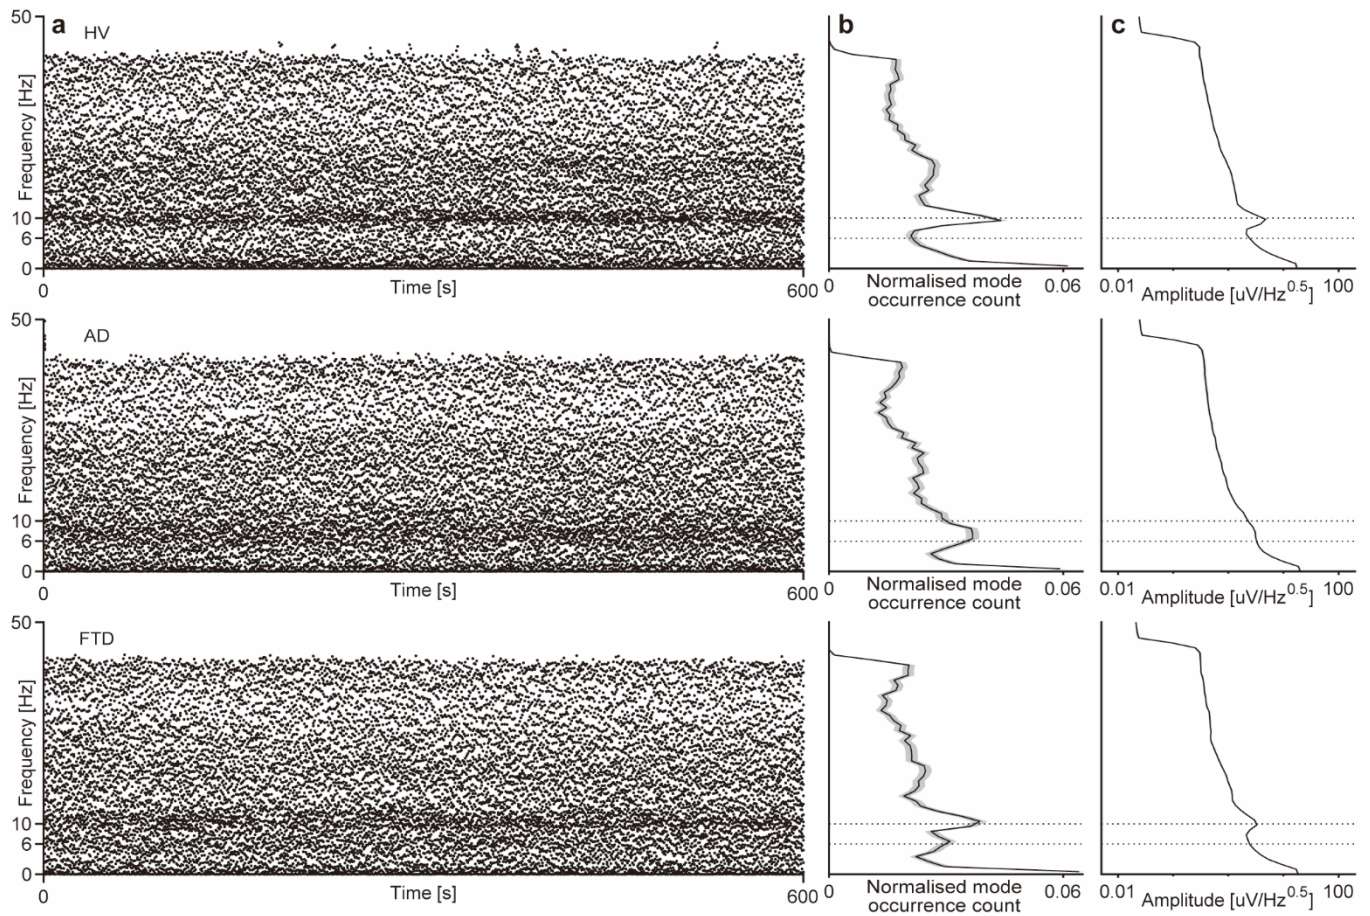 50
a
HV
b
c
Frequency [Hz]
10
6
0
0
Time [s]
600
0
Normalised mode
occurrence count
0.06
0.01
Amplitude [uV/Hz^0.5]
100
50
AD
Frequency [Hz]
10
6
0
0
Time [s]
600
0
Normalised mode
occurrence count
0.06
0.01
Amplitude [uV/Hz^0.5]
100
50
FTD
Frequency [Hz]
10
6
0
0
Time [s]
600
0
Normalised mode
occurrence count
0.06
0.01
Amplitude [uV/Hz^0.5]
100